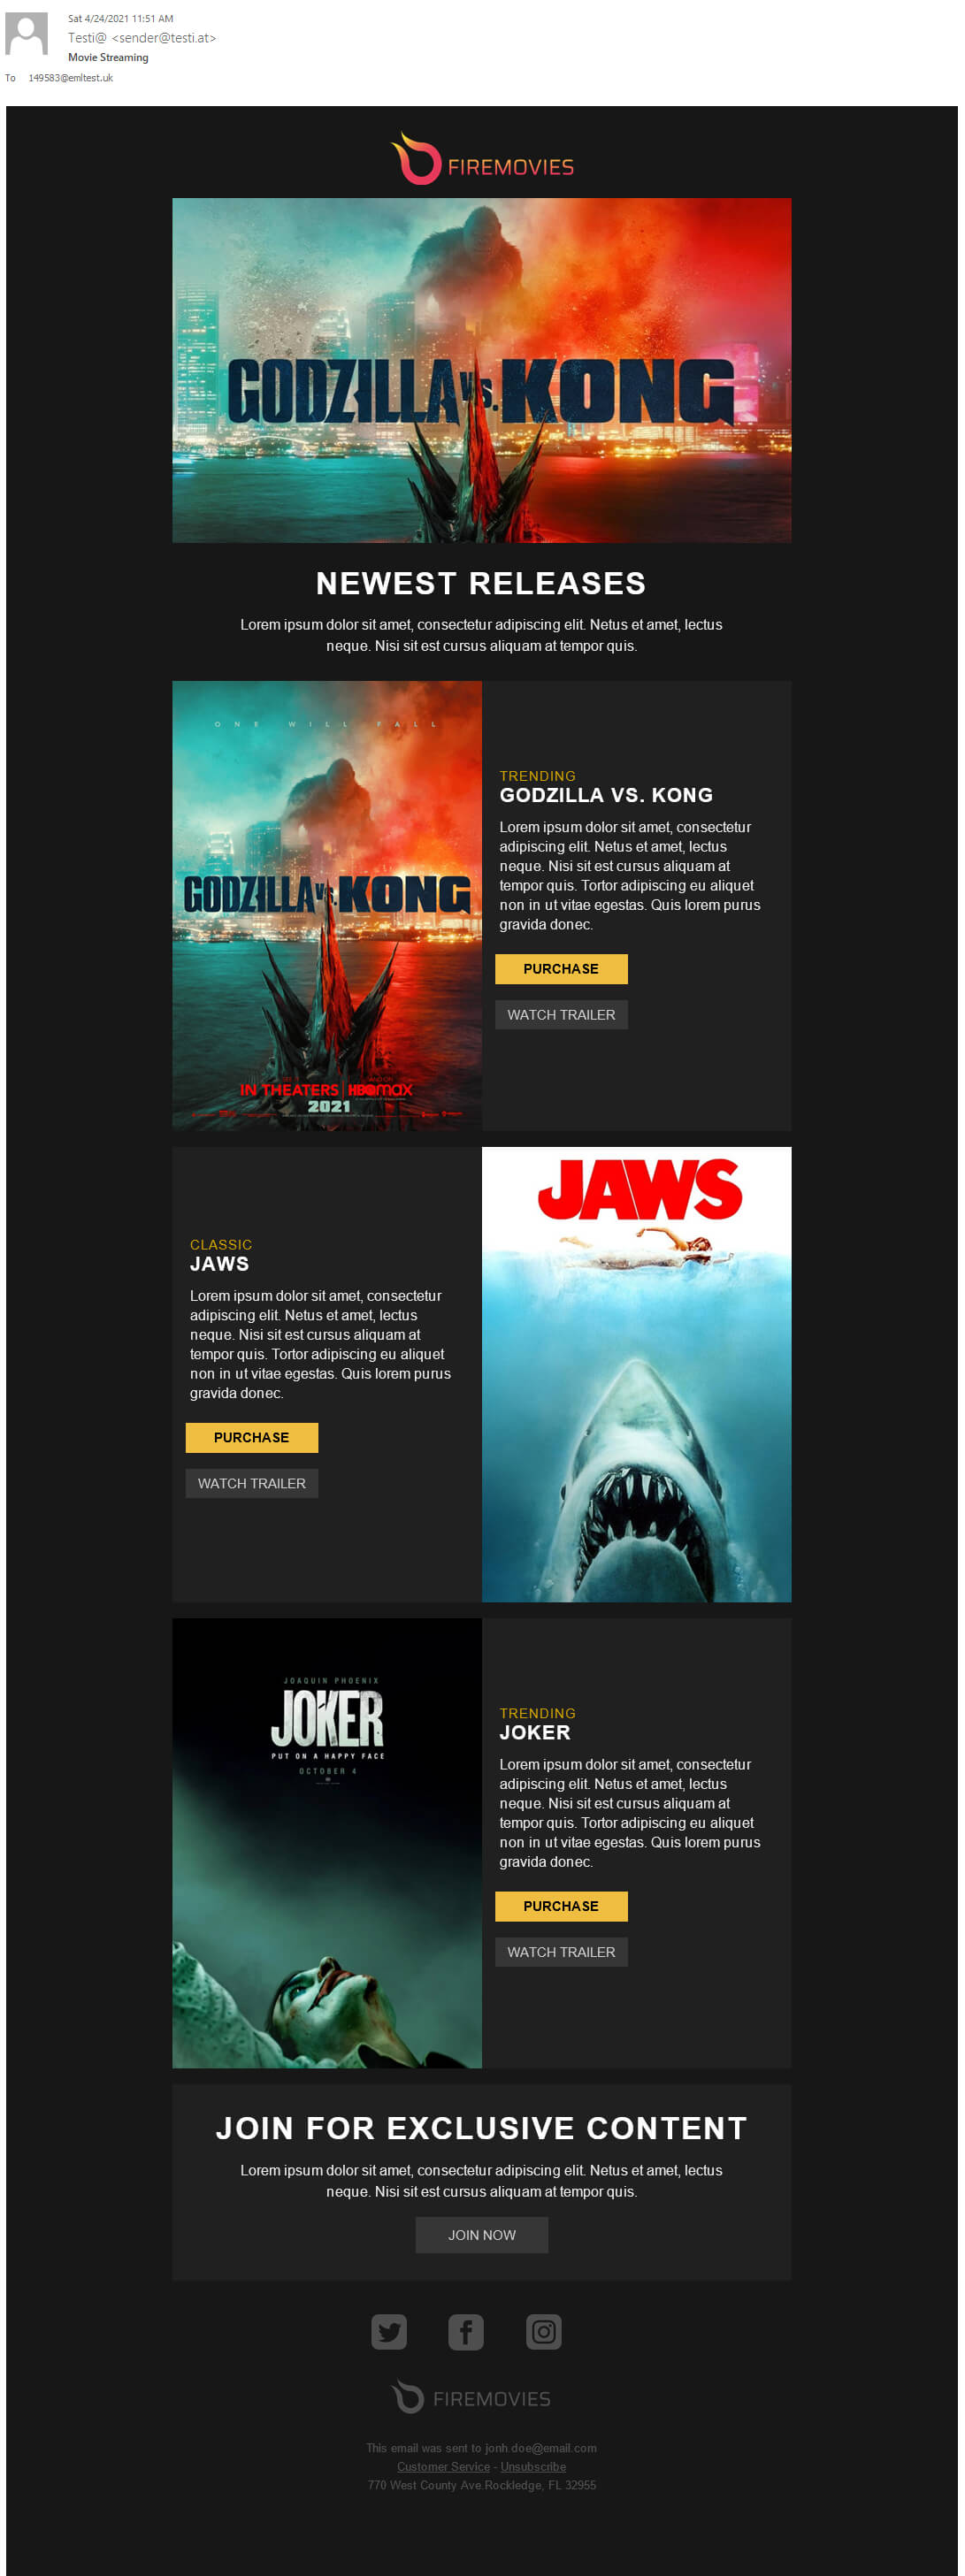 Sat 4/24/2021 11:51 AM
Testi@ <sender@testi.at>
Movie Streaming
To 149583@emltest.uk
FIREMOVIES
GODZILLA VS. KONG
NEWEST RELEASES
Lorem ipsum dolor sit amet, consectetur adipiscing elit. Netus et amet, lectus
neque. Nisi sit est cursus aliquam at tempor quis.
ONE WILL FALL
GODZILLA VS. KONG
IN THEATERS | HBOMAX
2021
TRENDING
GODZILLA VS. KONG
Lorem ipsum dolor sit amet, consectetur
adipiscing elit. Netus et amet, lectus
neque. Nisi sit est cursus aliquam at
tempor quis. Tortor adipiscing eu aliquet
non in ut vitae egestas. Quis lorem purus
gravida donec.
PURCHASE
WATCH TRAILER
CLASSIC
JAWS
Lorem ipsum dolor sit amet, consectetur
adipiscing elit. Netus et amet, lectus
neque. Nisi sit est cursus aliquam at
tempor quis. Tortor adipiscing eu aliquet
non in ut vitae egestas. Quis lorem purus
gravida donec.
PURCHASE
WATCH TRAILER
JAWS
JOAQUIN PHOENIX
JOKER
PUT ON A HAPPY FACE
OCTOBER 4
TRENDING
JOKER
Lorem ipsum dolor sit amet, consectetur
adipiscing elit. Netus et amet, lectus
neque. Nisi sit est cursus aliquam at
tempor quis. Tortor adipiscing eu aliquet
non in ut vitae egestas. Quis lorem purus
gravida donec.
PURCHASE
WATCH TRAILER
JOIN FOR EXCLUSIVE CONTENT
Lorem ipsum dolor sit amet, consectetur adipiscing elit. Netus et amet, lectus
neque. Nisi sit est cursus aliquam at tempor quis.
JOIN NOW
FIREMOVIES
This email was sent to jonh.doe@email.com
Customer Service - Unsubscribe
770 West County Ave.Rockledge, FL 32955